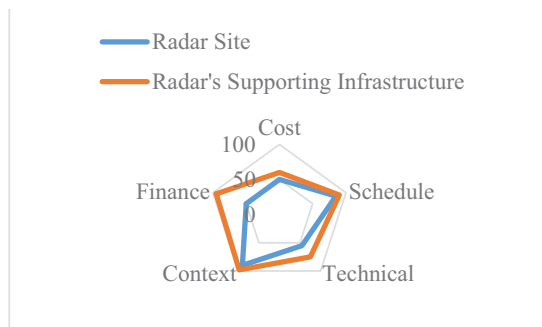 Radar Site
Radar's Supporting Infrastructure
Cost
100
50
0
Finance
Schedule
Context
Technical